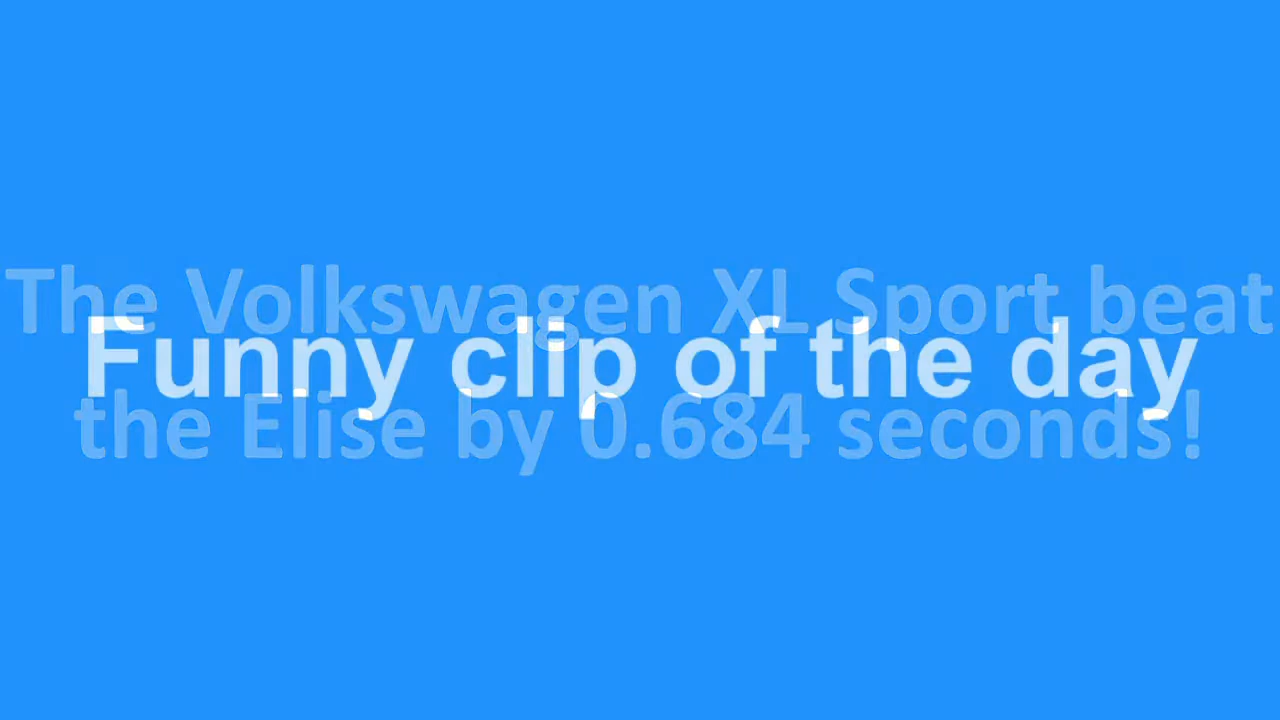 The Volkswagen XL Sport beat
Funny clip of the day
the Elise by 0.684 seconds!